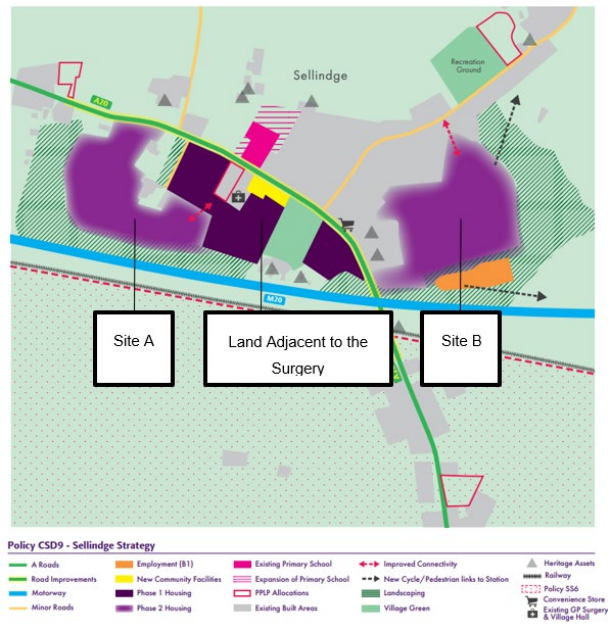 Sellindge
Recreation
Ground
A20
M20
Site A
Land Adjacent to the
Surgery
Site B
Policy CSD9 - Sellindge Strategy
A Roads
Road Improvements
Motorway
Minor Roads
Employment (B1)
New Community Facilities
Phase 1 Housing
Phase 2 Housing
Existing Primary School
Expansion of Primary School
PPLP Allocations
Existing Built Areas
Improved Connectivity
New Cycle/Pedestrian links to Station
Landscaping
Village Green
Heritage Assets
Railway
Policy SS6
Convenience Store
Existing GP Surgery
& Village Hall